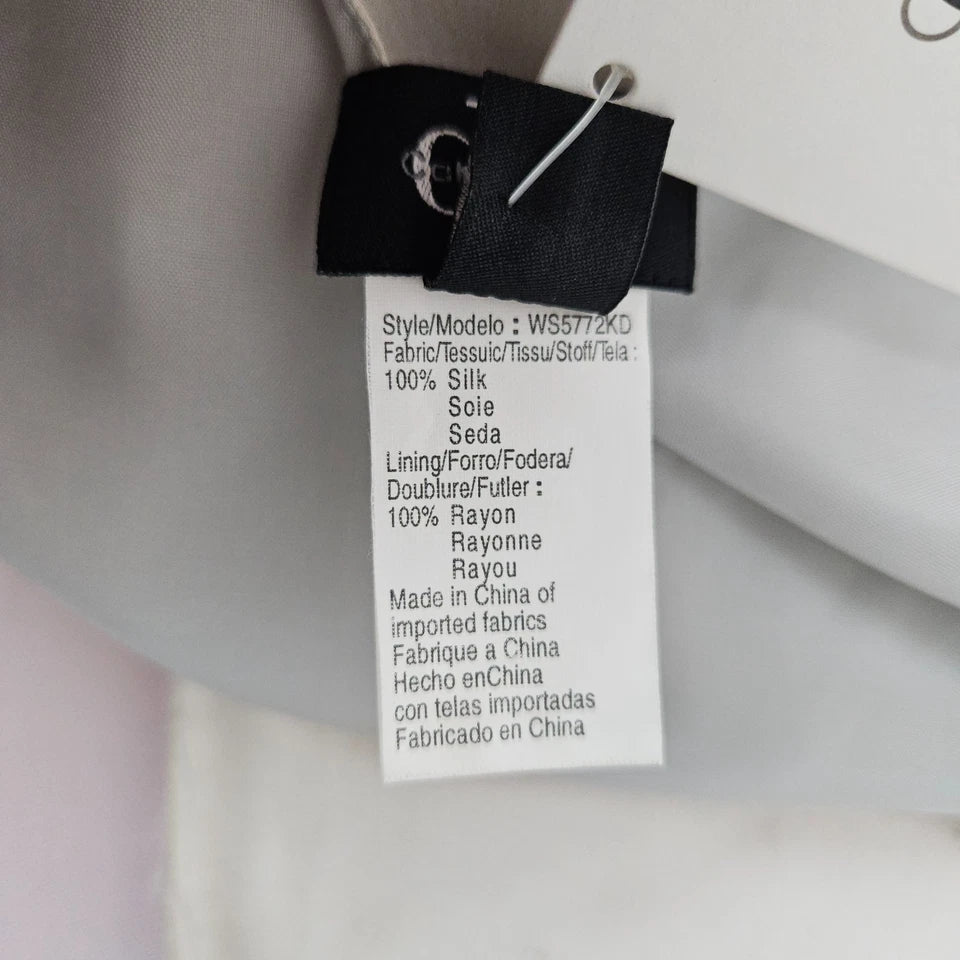 Style/Modelo : WS5772KD
Fabric/Tessuic/Tissu/Stoff/Tela :
100% Silk
Soie
Seda
Lining/Forro/Fodera/
Doublure/Futler :
100% Rayon
Rayonne
Rayou
Made in China of
imported fabrics
Fabrique a China
Hecho enChina
con telas importadas
Fabricado en China